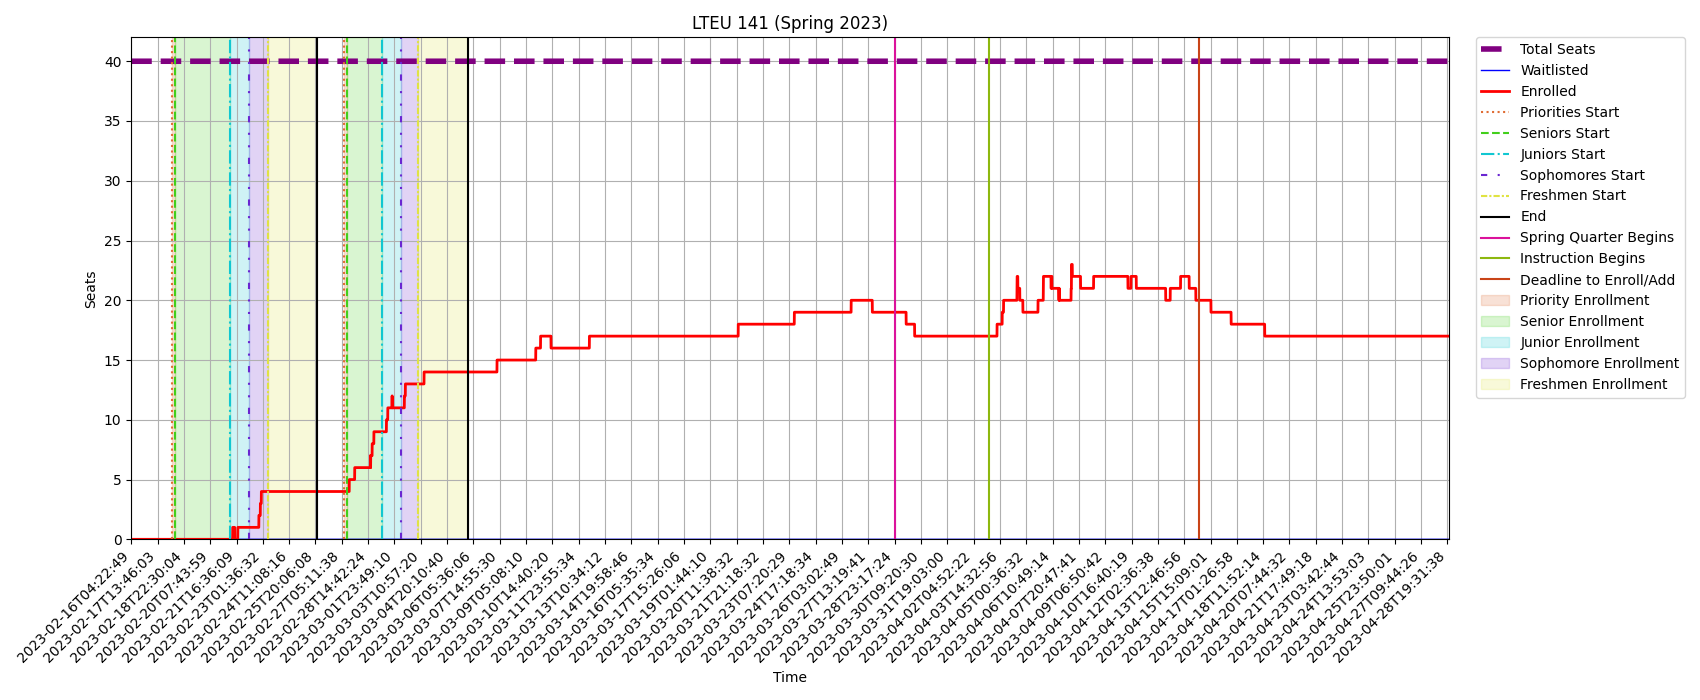 LTEU 141 (Spring 2023)
Seats
40
35
30
25
20
15
10
5
0
2023-02-16T04:22:49
2023-02-17T13:46:03
2023-02-18T22:30:04
2023-02-20T07:43:59
2023-02-21T16:36:09
2023-02-23T01:36:32
2023-02-24T11:08:16
2023-02-25T20:06:08
2023-02-27T05:11:38
2023-02-28T14:42:24
2023-03-01T23:49:10
2023-03-03T10:57:20
2023-03-04T20:10:40
2023-03-06T05:36:06
2023-03-07T14:55:30
2023-03-09T05:08:10
2023-03-10T14:40:20
2023-03-11T23:55:34
2023-03-13T10:34:12
2023-03-14T19:58:46
2023-03-16T05:35:34
2023-03-17T15:26:06
2023-03-19T01:44:10
2023-03-20T11:38:32
2023-03-21T21:18:32
2023-03-23T07:20:29
2023-03-24T17:18:34
2023-03-26T03:02:49
2023-03-27T13:19:41
2023-03-28T23:17:24
2023-03-30T09:20:30
2023-03-31T19:03:00
2023-04-02T04:52:22
2023-04-03T14:32:56
2023-04-05T00:36:32
2023-04-06T10:49:14
2023-04-07T20:47:41
2023-04-09T06:50:42
2023-04-10T16:40:19
2023-04-12T02:36:38
2023-04-13T12:46:56
2023-04-15T15:09:01
2023-04-17T01:26:58
2023-04-18T11:52:14
2023-04-20T07:44:32
2023-04-21T17:49:18
2023-04-23T03:42:44
2023-04-24T13:53:03
2023-04-25T23:50:01
2023-04-27T09:44:26
2023-04-28T19:31:38
Time
Total Seats
Waitlisted
Enrolled
Priorities Start
Seniors Start
Juniors Start
Sophomores Start
Freshmen Start
End
Spring Quarter Begins
Instruction Begins
Deadline to Enroll/Add
Priority Enrollment
Senior Enrollment
Junior Enrollment
Sophomore Enrollment
Freshmen Enrollment